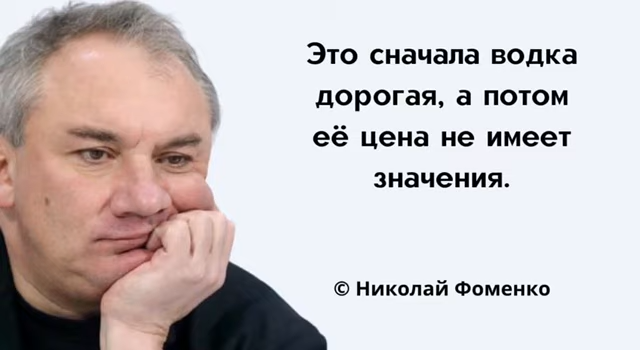 Это сначала водка
дорогая, а потом
её цена не имеет
значения.
© Николай Фоменко